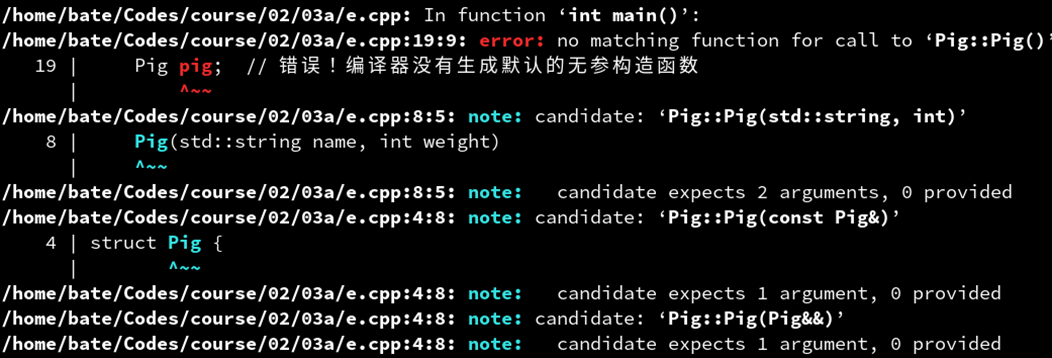 /home/bate/Codes/course/02/03a/e.cpp: In function ‘int main()’:
/home/bate/Codes/course/02/03a/e.cpp:19:9: error: no matching function for call to ‘Pig::Pig()’
   19 |     Pig pig;  // 错误！编译器没有生成默认的无参构造函数
      |         ^~~
/home/bate/Codes/course/02/03a/e.cpp:8:5: note: candidate: ‘Pig::Pig(std::string, int)’
    8 |     Pig(std::string name, int weight)
      |     ^~~
/home/bate/Codes/course/02/03a/e.cpp:8:5: note:   candidate expects 2 arguments, 0 provided
/home/bate/Codes/course/02/03a/e.cpp:4:8: note: candidate: ‘Pig::Pig(const Pig&)’
    4 | struct Pig {
      |        ^~~
/home/bate/Codes/course/02/03a/e.cpp:4:8: note:   candidate expects 1 argument, 0 provided
/home/bate/Codes/course/02/03a/e.cpp:4:8: note: candidate: ‘Pig::Pig(Pig&&)’
/home/bate/Codes/course/02/03a/e.cpp:4:8: note:   candidate expects 1 argument, 0 provided